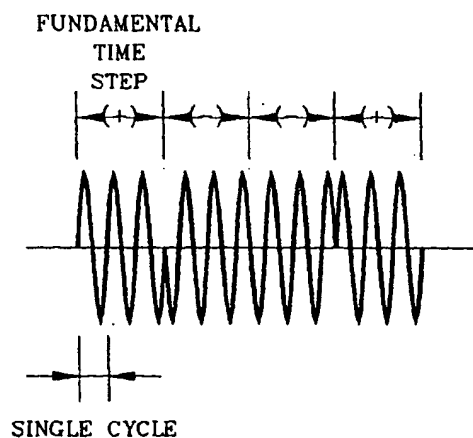 FUNDAMENTAL
TIME
STEP
(+) (-) (-) (+)
SINGLE CYCLE